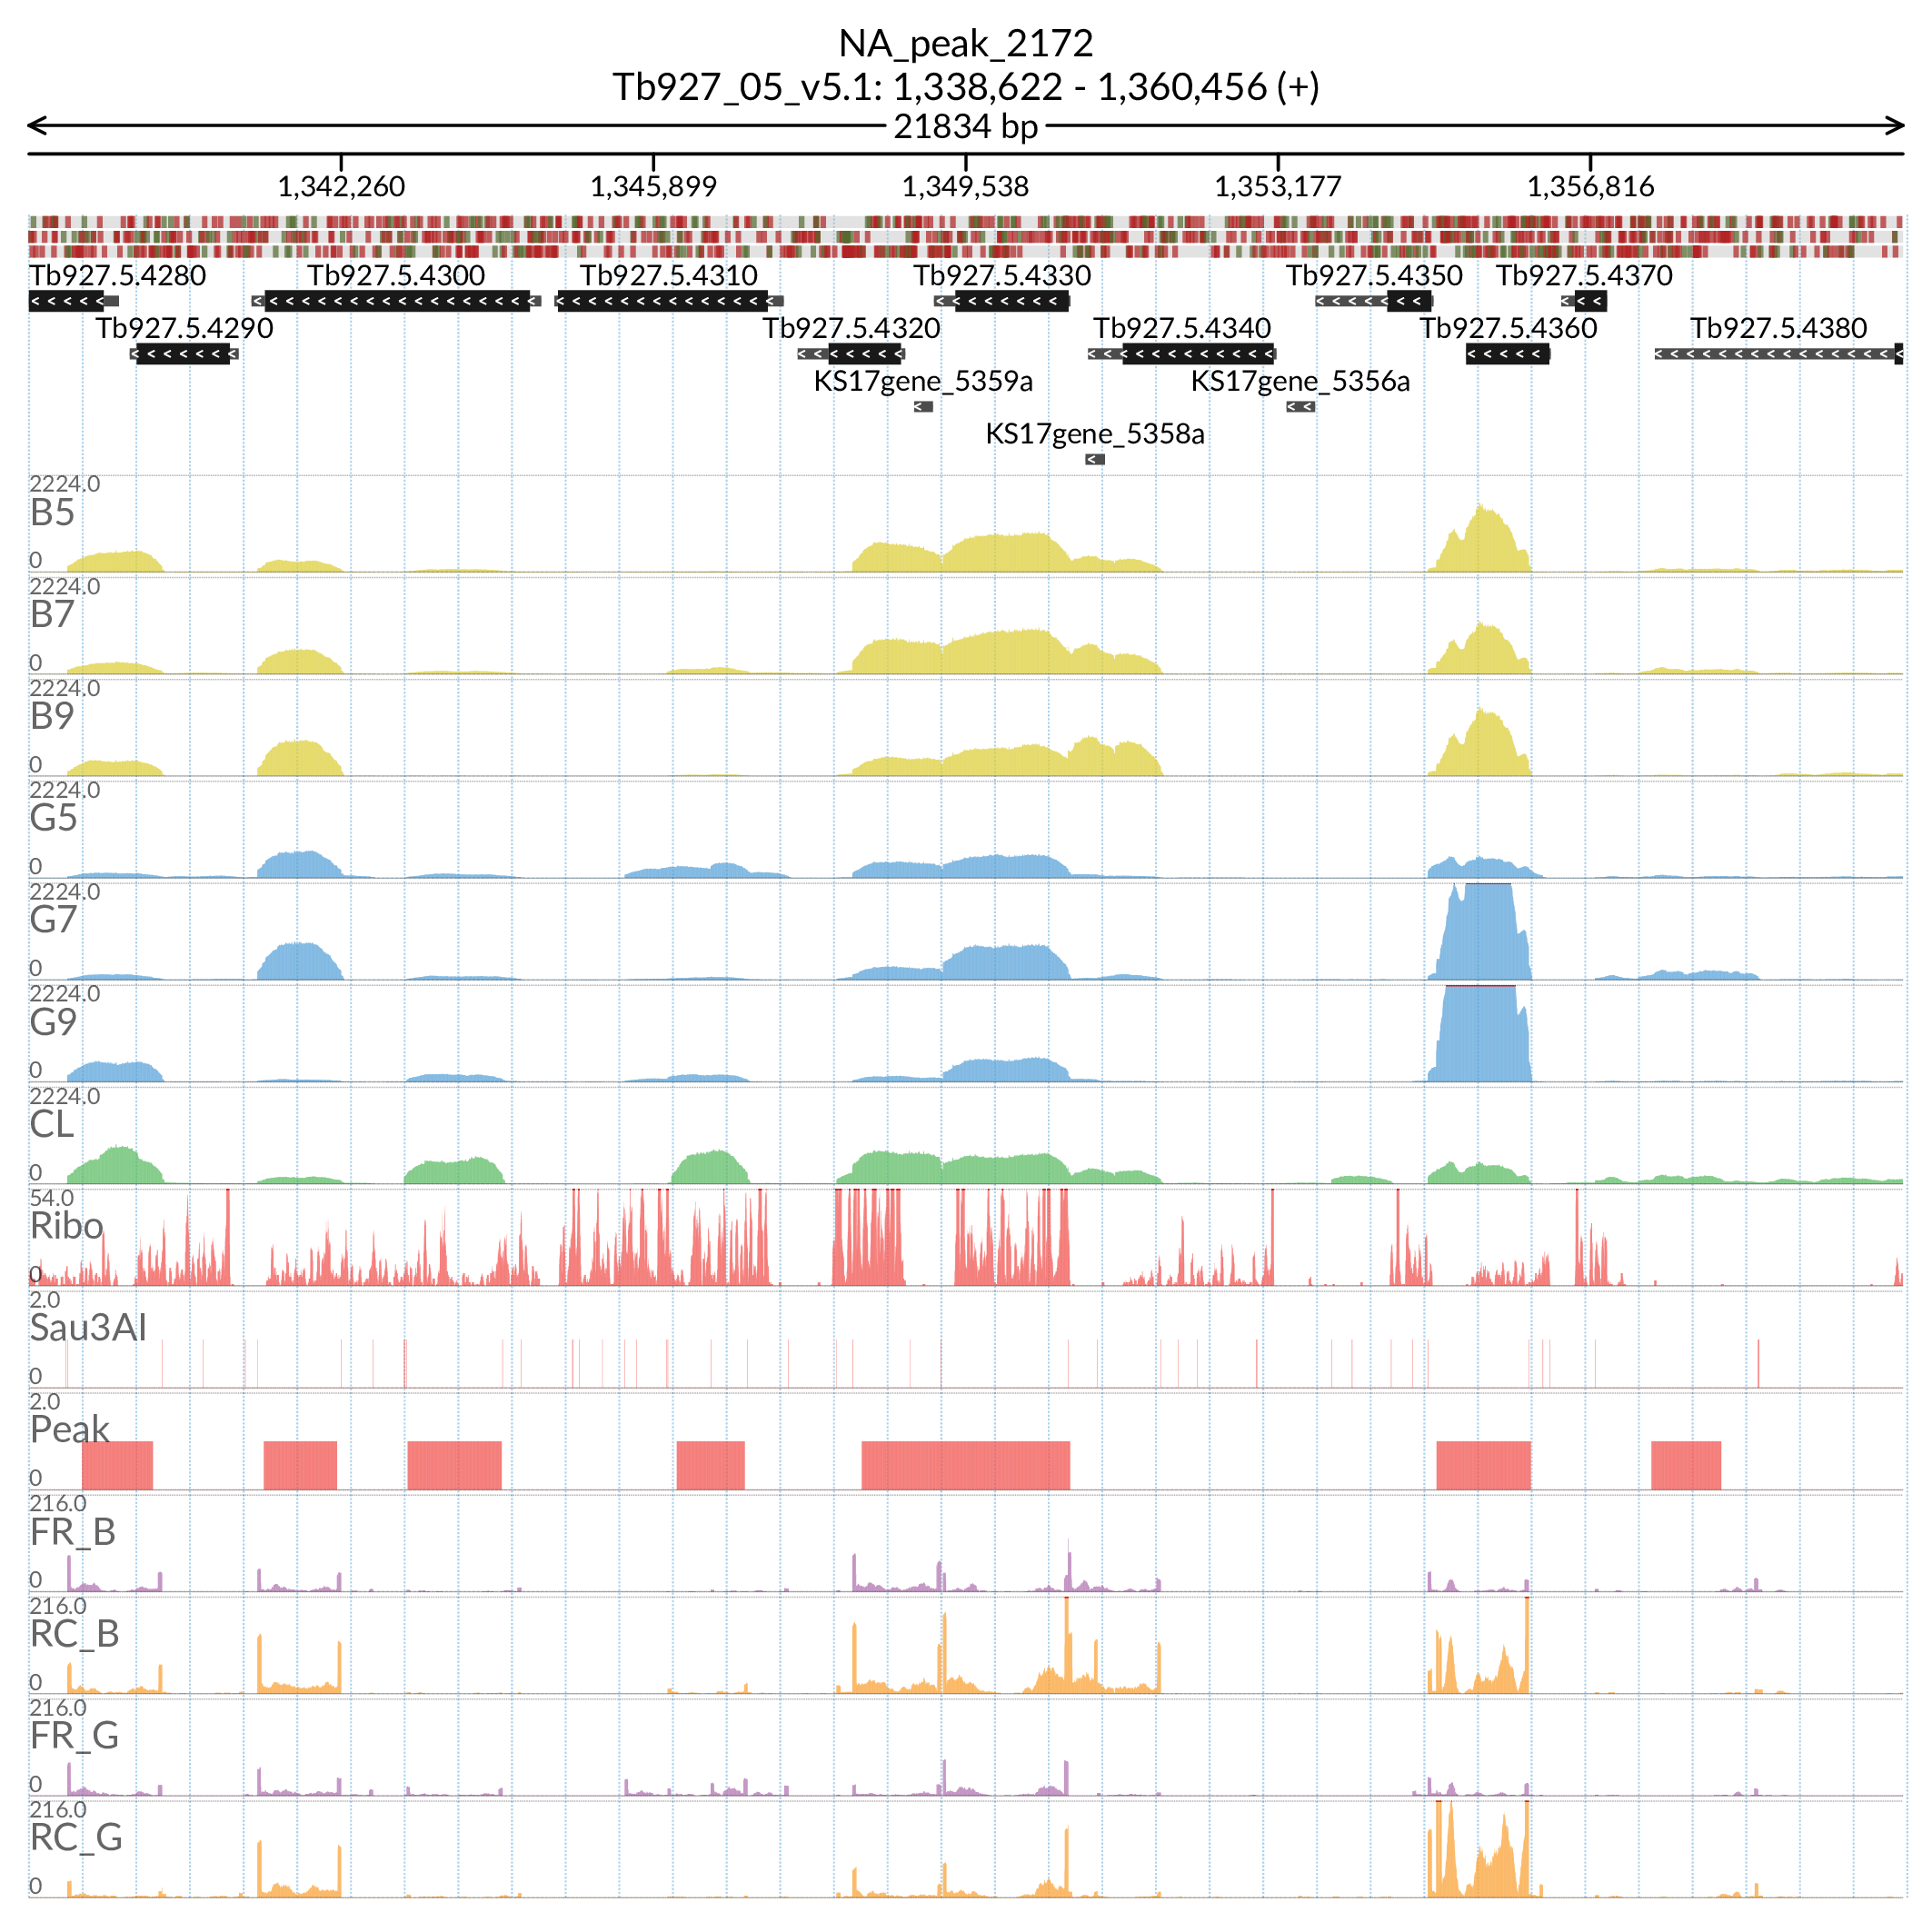 NA_peak_2172
Tb927_05_v5.1: 1,338,622 - 1,360,456 (+)
21834 bp
1,342,260 1,345,899 1,349,538 1,353,177 1,356,816
Tb927.5.4280 Tb927.5.4300 Tb927.5.4310 Tb927.5.4330 Tb927.5.4350 Tb927.5.4370
Tb927.5.4290 Tb927.5.4320 Tb927.5.4340 Tb927.5.4360 Tb927.5.4380
KS17gene_5359a KS17gene_5356a
KS17gene_5358a
2224.0
B5
0
2224.0
B7
0
2224.0
B9
0
2224.0
G5
0
2224.0
G7
0
2224.0
G9
0
2224.0
CL
0
54.0
Ribo
0
2.0
Sau3AI
0
2.0
Peak
0
216.0
FR_B
0
216.0
RC_B
0
216.0
FR_G
0
216.0
RC_G
0